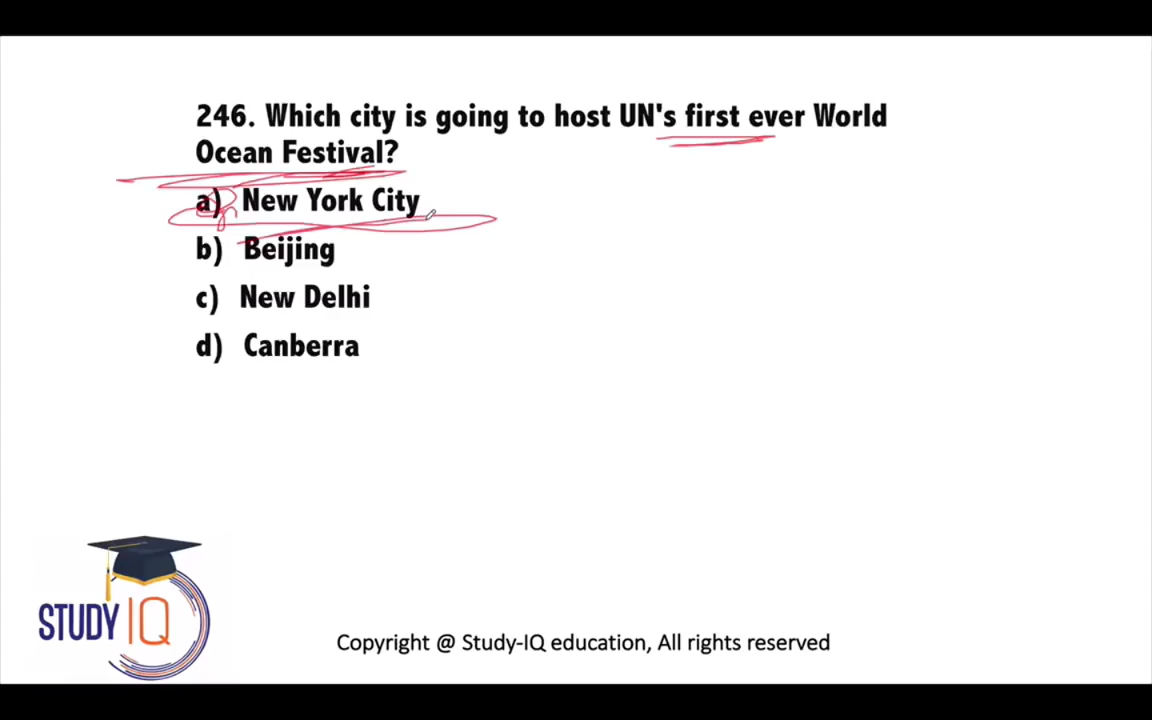 246. Which city is going to host UN's first ever World
Ocean Festival?
a) New York City
b) Beijing
c) New Delhi
d) Canberra
STUDY IQ
Copyright @ Study-IQ education, All rights reserved